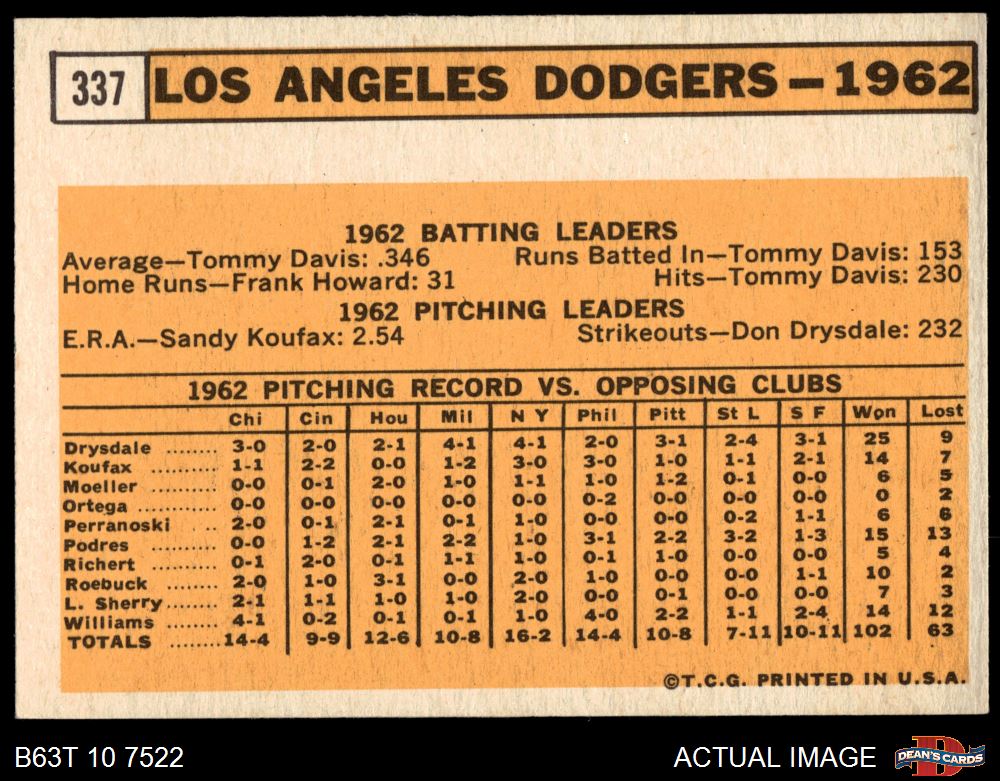 337 LOS ANGELES DODGERS – 1962
1962 BATTING LEADERS
Average—Tommy Davis: .346 Runs Batted In—Tommy Davis: 153
Home Runs—Frank Howard: 31 Hits—Tommy Davis: 230
1962 PITCHING LEADERS
E.R.A.—Sandy Koufax: 2.54 Strikeouts—Don Drysdale: 232
1962 PITCHING RECORD VS. OPPOSING CLUBS
Chi Cin Hou Mil N Y Phil Pitt St L S F Won Lost
Drysdale ........ 3-0 2-0 2-1 4-1 4-1 2-0 3-1 2-4 3-1 25 9
Koufax .......... 1-1 2-2 0-0 1-2 3-0 3-0 1-0 1-1 2-1 14 7
Moeller .......... 0-0 0-1 2-0 1-0 1-1 1-0 1-2 0-1 0-0 6 5
Ortega ........... 0-0 0-0 0-0 0-0 0-0 0-2 0-0 0-0 0-0 0 2
Perranoski .. 2-0 0-1 2-1 0-1 1-0 0-0 0-0 0-2 1-1 6 6
Podres .......... 0-0 1-2 2-1 2-2 1-0 3-1 2-2 3-2 1-3 15 13
Richert .......... 0-1 2-0 0-1 1-1 1-0 0-1 1-0 0-0 0-0 5 4
Roebuck ........ 2-0 1-0 3-1 0-0 2-0 1-0 0-0 0-0 1-1 10 2
L. Sherry ........ 2-1 1-1 1-0 1-0 2-0 0-0 0-1 0-0 0-0 7 3
Williams ......... 4-1 0-2 0-1 0-1 1-0 4-0 2-2 1-1 2-4 14 12
TOTALS ........ 14-4 9-9 12-6 10-8 16-2 14-4 10-8 7-11 10-11 102 63
©T.C.G. PRINTED IN U.S.A.
B63T 10 7522 ACTUAL IMAGE DEAN'S CARDS